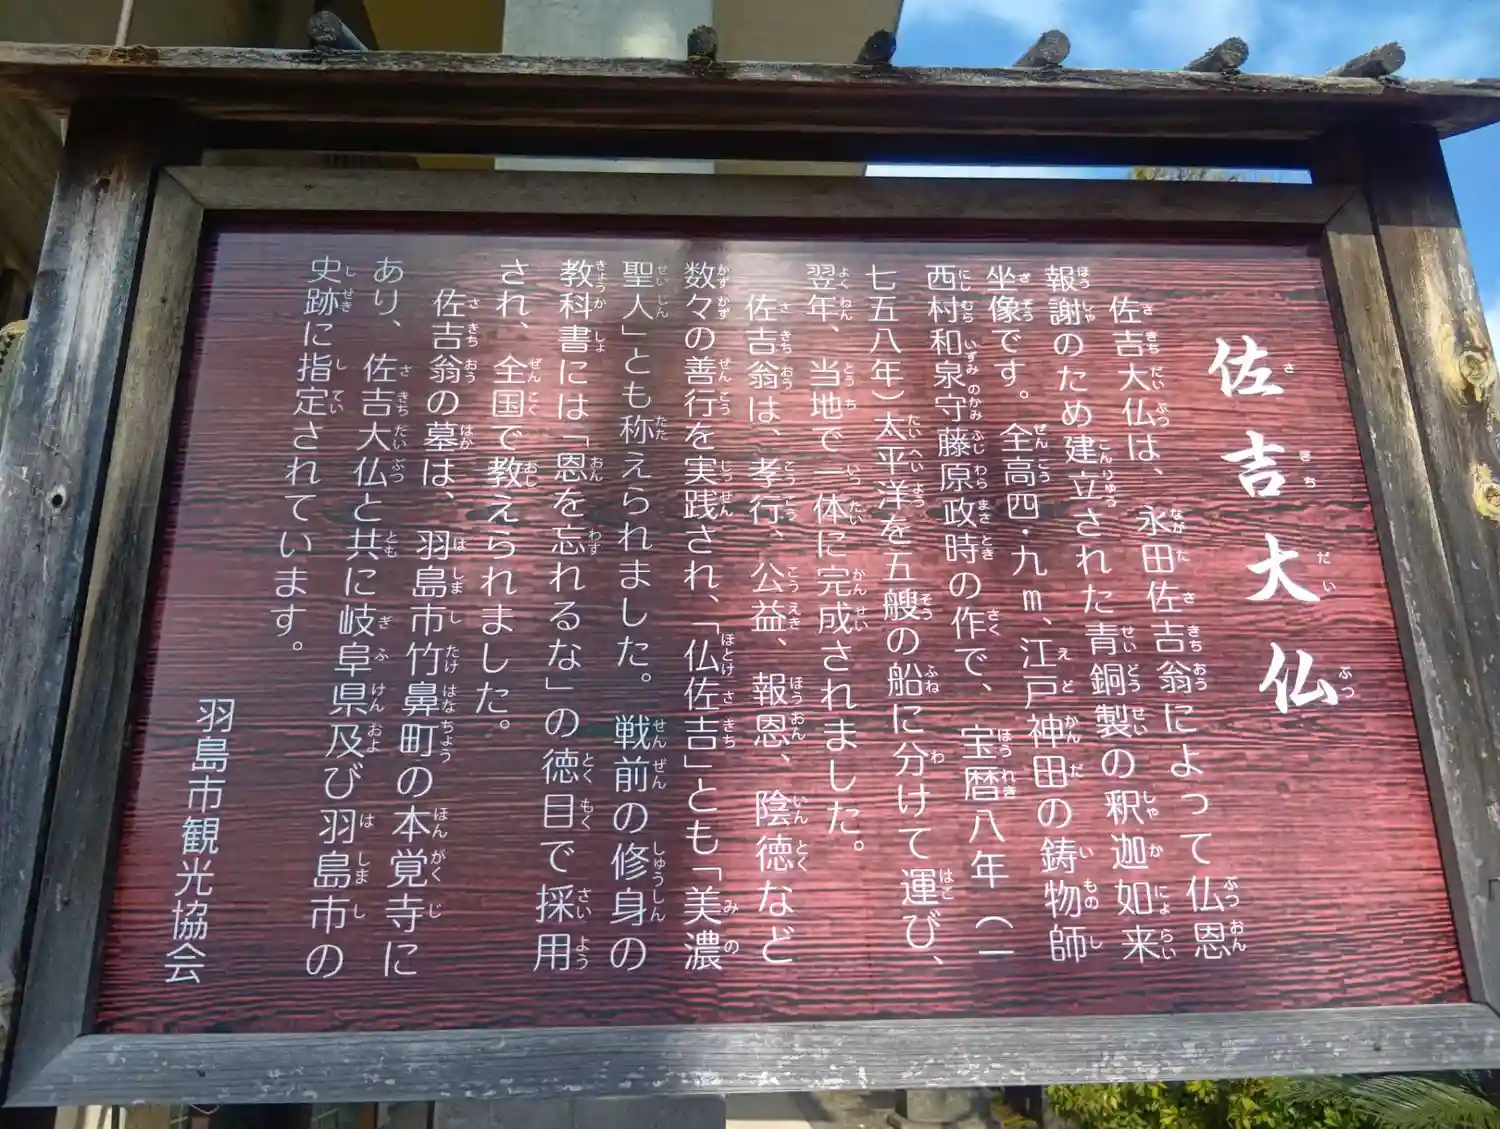 佐吉大仏
佐吉大仏は、永田佐吉翁によって仏恩
報謝のため建立された青銅製の釈迦如来
坐像です。全高四・九m、江戸神田の鋳物師
西村和泉守藤原政時の作で、宝暦八年(一
七五八年)太平洋を五艘の船に分けて運び、
翌年、当地で一体に完成されました。
佐吉翁は、孝行、公益、報恩、陰徳など
数々の善行を実践され、「仏佐吉」とも「美濃
聖人」とも称えられました。戦前の修身の
教科書には「恩を忘れるな」の徳目で採用
され、全国で教えられました。
佐吉翁の墓は、羽島市竹鼻町の本覚寺に
あり、佐吉大仏と共に岐阜県及び羽島市の
史跡に指定されています。
羽島市観光協会